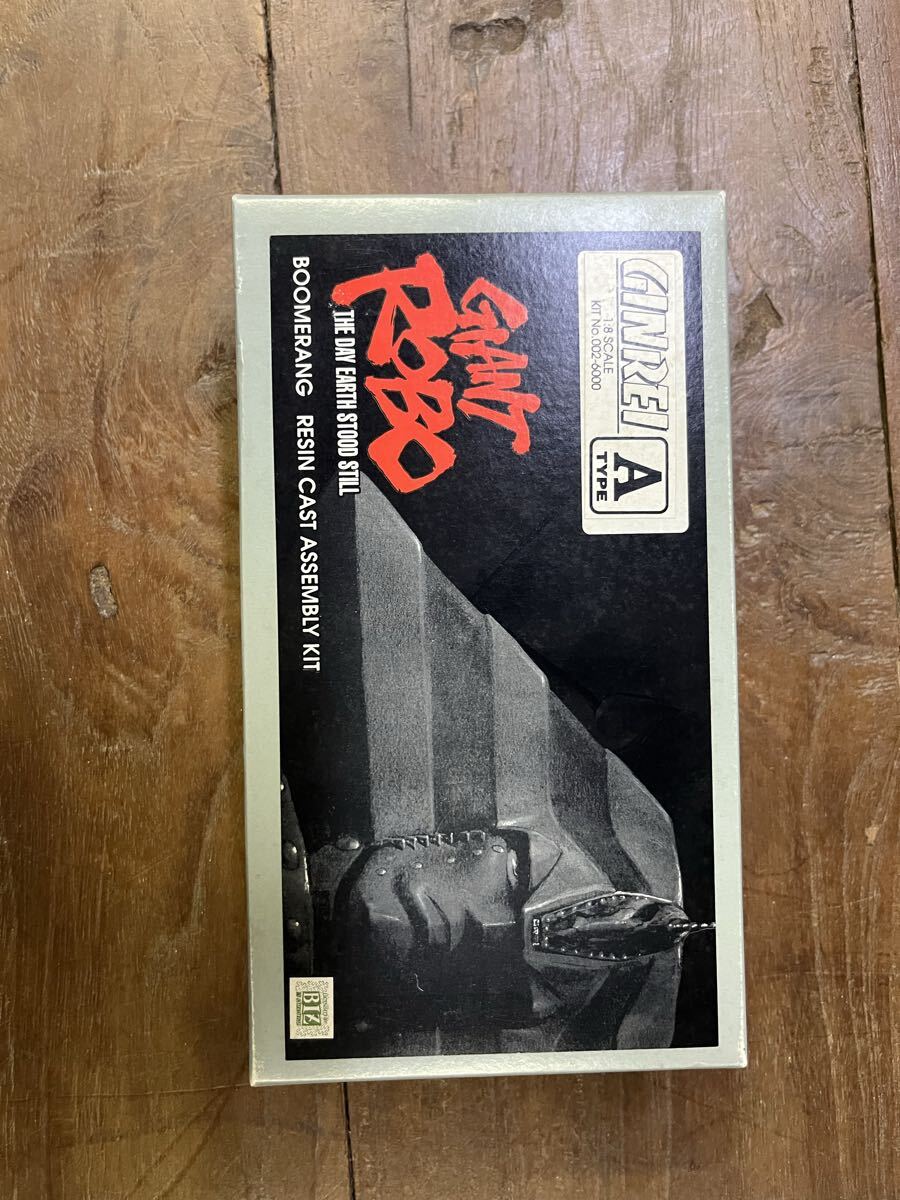 GINREI
1:8 SCALE
KIT No.002-6000
A
TYPE
GIANT
ROBO
THE DAY EARTH STOOD STILL
BOOMERANG RESIN CAST ASSEMBLY KIT